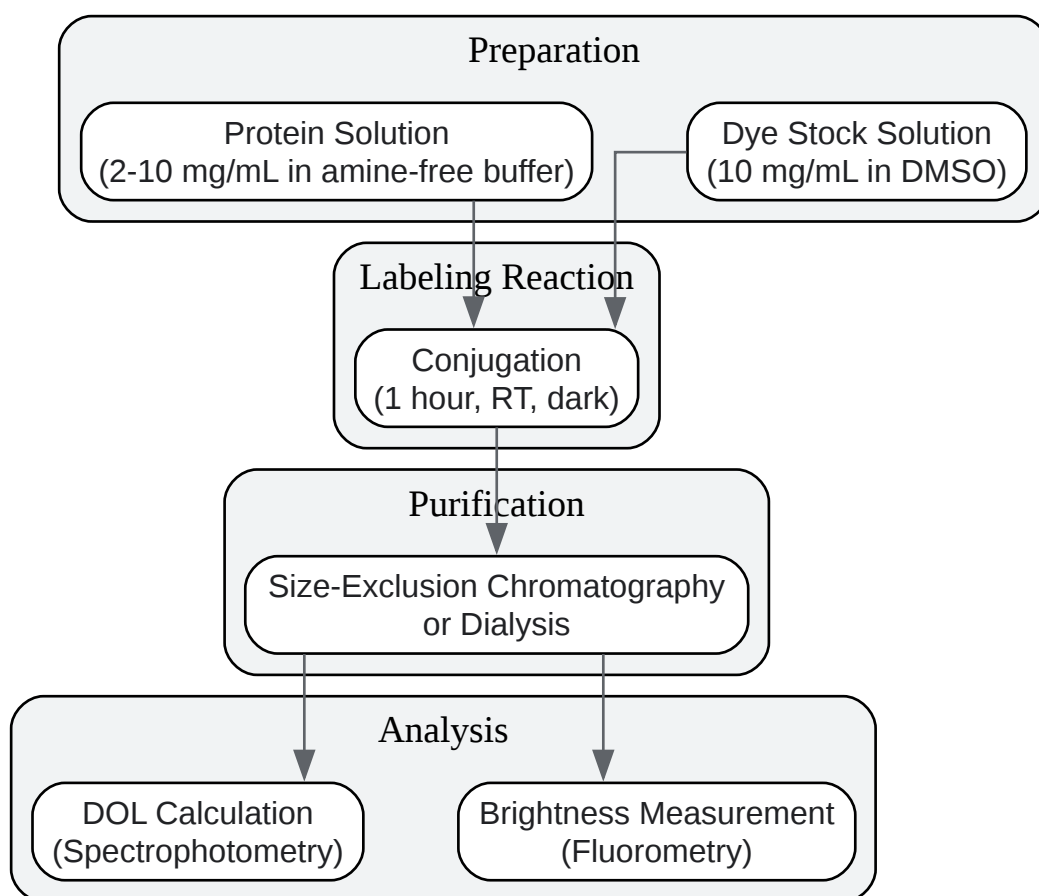 Preparation
Protein Solution
(2-10 mg/mL in amine-free buffer)
Dye Stock Solution
(10 mg/mL in DMSO)
Labeling Reaction
Conjugation
(1 hour, RT, dark)
Purification
Size-Exclusion Chromatography
or Dialysis
Analysis
DOL Calculation
(Spectrophotometry)
Brightness Measurement
(Fluorometry)